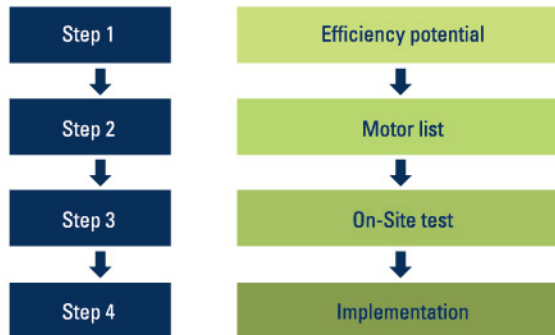 Step 1
Efficiency potential
Step 2
Motor list
Step 3
On-Site test
Step 4
Implementation